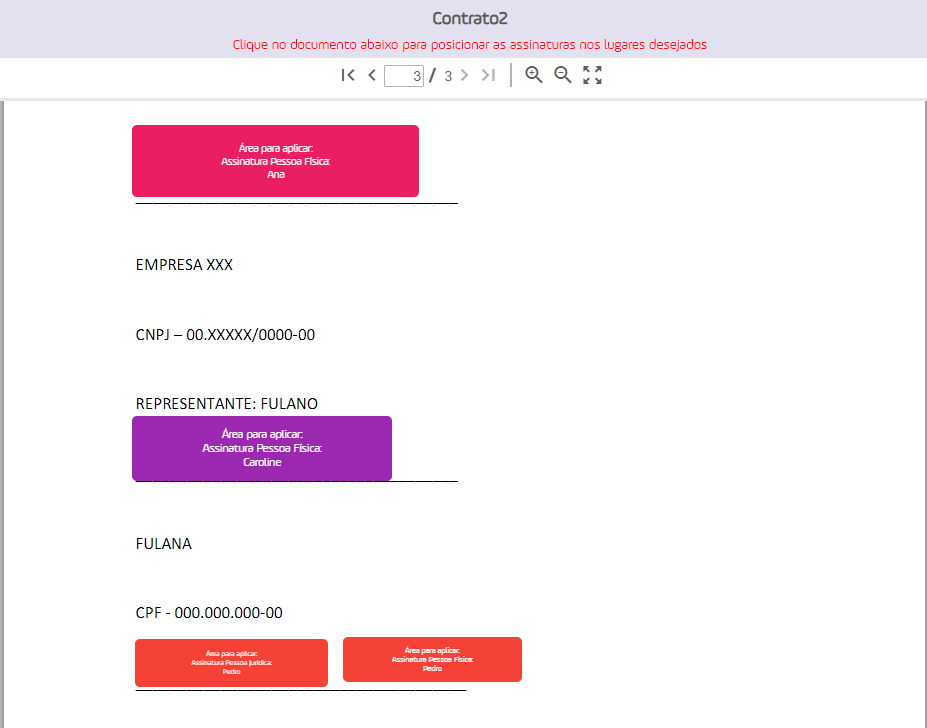 Contrato2
Clique no documento abaixo para posicionar as assinaturas nos lugares desejados
3 / 3
Área para aplicar:
Assinatura Pessoa Física:
Ana
EMPRESA XXX
CNPJ – 00.XXXXX/0000-00
REPRESENTANTE: FULANO
Área para aplicar:
Assinatura Pessoa Física:
Caroline
FULANA
CPF - 000.000.000-00
Área para aplicar:
Assinatura Pessoa Jurídica:
Pedro
Área para aplicar:
Assinatura Pessoa Física:
Pedro